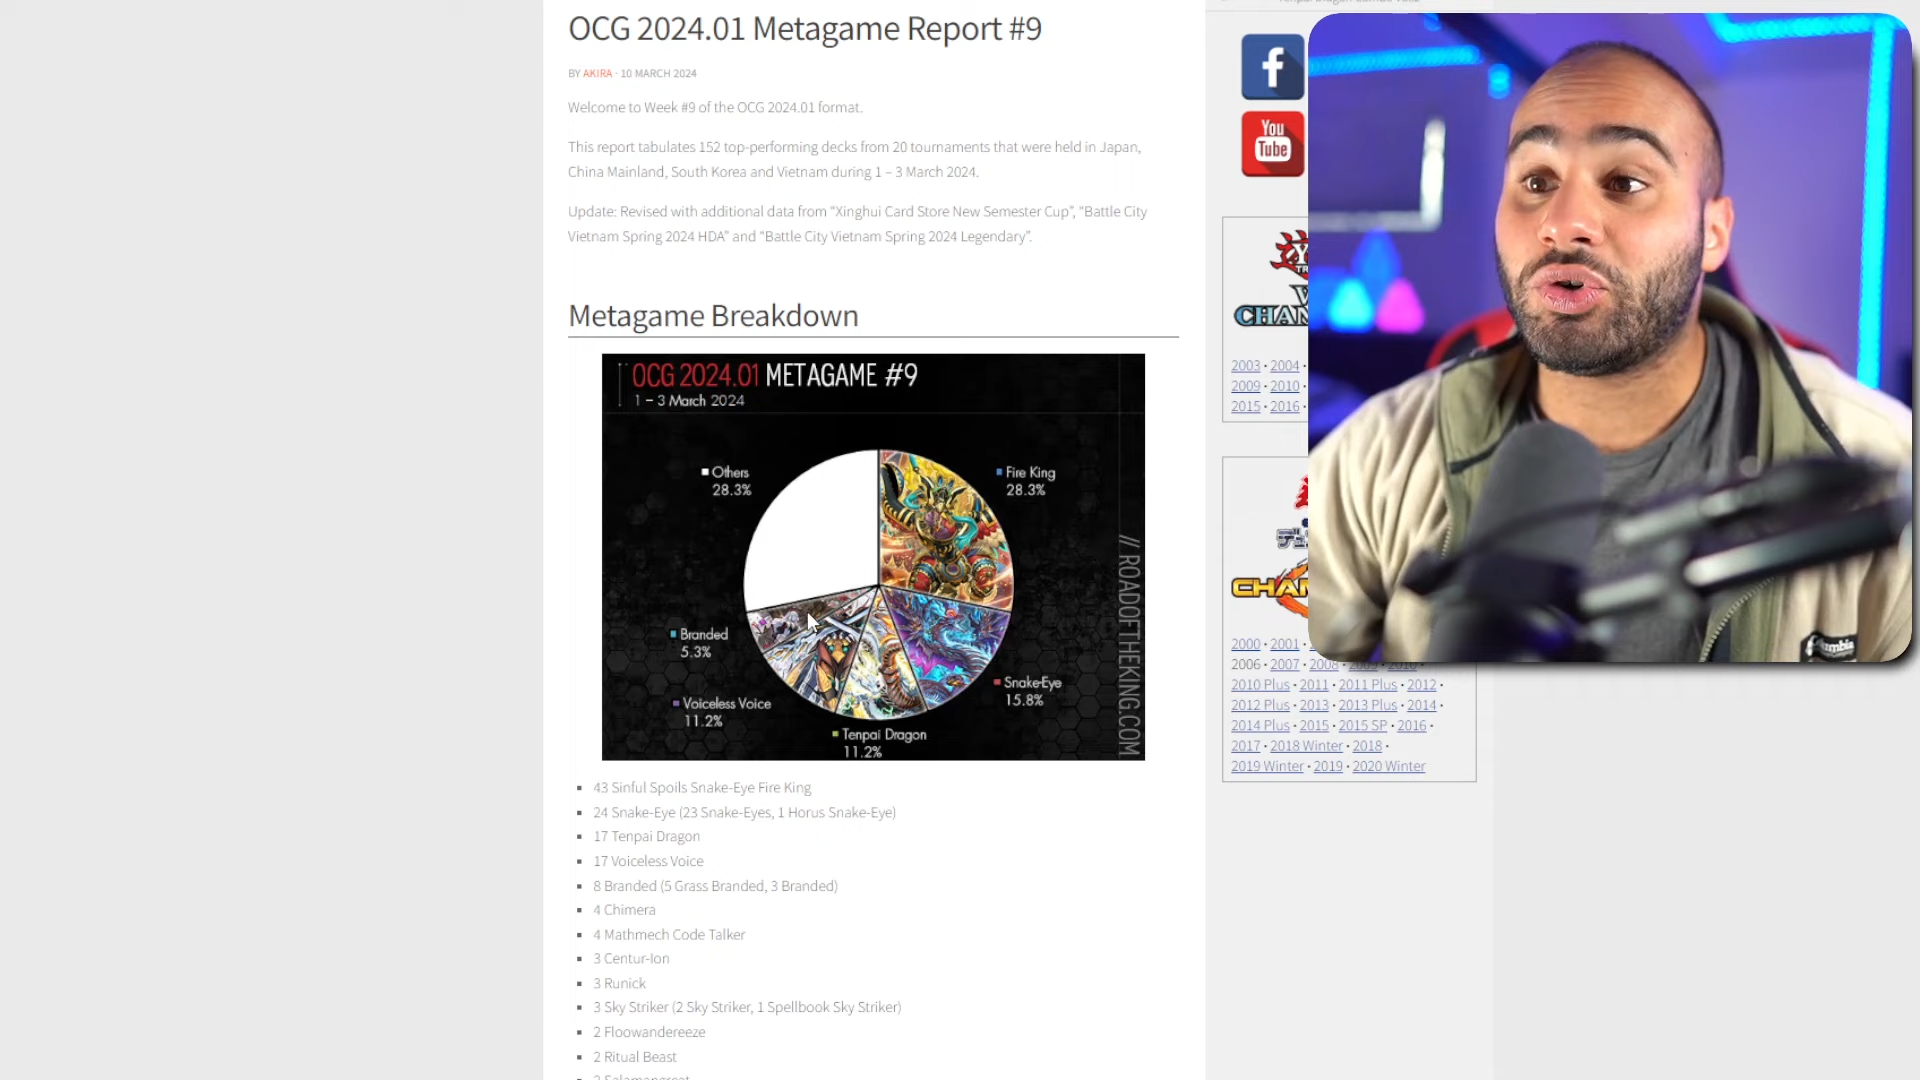 OCG 2024.01 Metagame Report #9
BY AKIRA · 10 MARCH 2024
Welcome to Week #9 of the OCG 2024.01 format.
This report tabulates 152 top-performing decks from 20 tournaments that were held in Japan,
China Mainland, South Korea and Vietnam during 1 – 3 March 2024.
Update: Revised with additional data from “Xinghui Card Store New Semester Cup”, “Battle City
Vietnam Spring 2024 HDA” and “Battle City Vietnam Spring 2024 Legendary”.
Metagame Breakdown
OCG 2024.01 METAGAME #9
1 – 3 March 2024
Others
28.3%
Fire King
28.3%
Branded
5.3%
Snake-Eye
15.8%
Voiceless Voice
11.2%
Tenpai Dragon
11.2%
// ROADOFTHEKING.COM
43 Sinful Spoils Snake-Eye Fire King
24 Snake-Eye (23 Snake-Eyes, 1 Horus Snake-Eye)
17 Tenpai Dragon
17 Voiceless Voice
8 Branded (5 Grass Branded, 3 Branded)
4 Chimera
4 Mathmech Code Talker
3 Centur-Ion
3 Runick
3 Sky Striker (2 Sky Striker, 1 Spellbook Sky Striker)
2 Floowandereeze
2 Ritual Beast
f
You
Tube
2003 · 2004 ·
2009 · 2010 ·
2015 · 2016 ·
2000 · 2001 ·
2006 · 2007 · 2008 · 2009 · 2010 ·
2010 Plus · 2011 · 2011 Plus · 2012 ·
2012 Plus · 2013 · 2013 Plus · 2014 ·
2014 Plus · 2015 · 2015 SP · 2016 ·
2017 · 2018 Winter · 2018 ·
2019 Winter · 2019 · 2020 Winter
Columbia